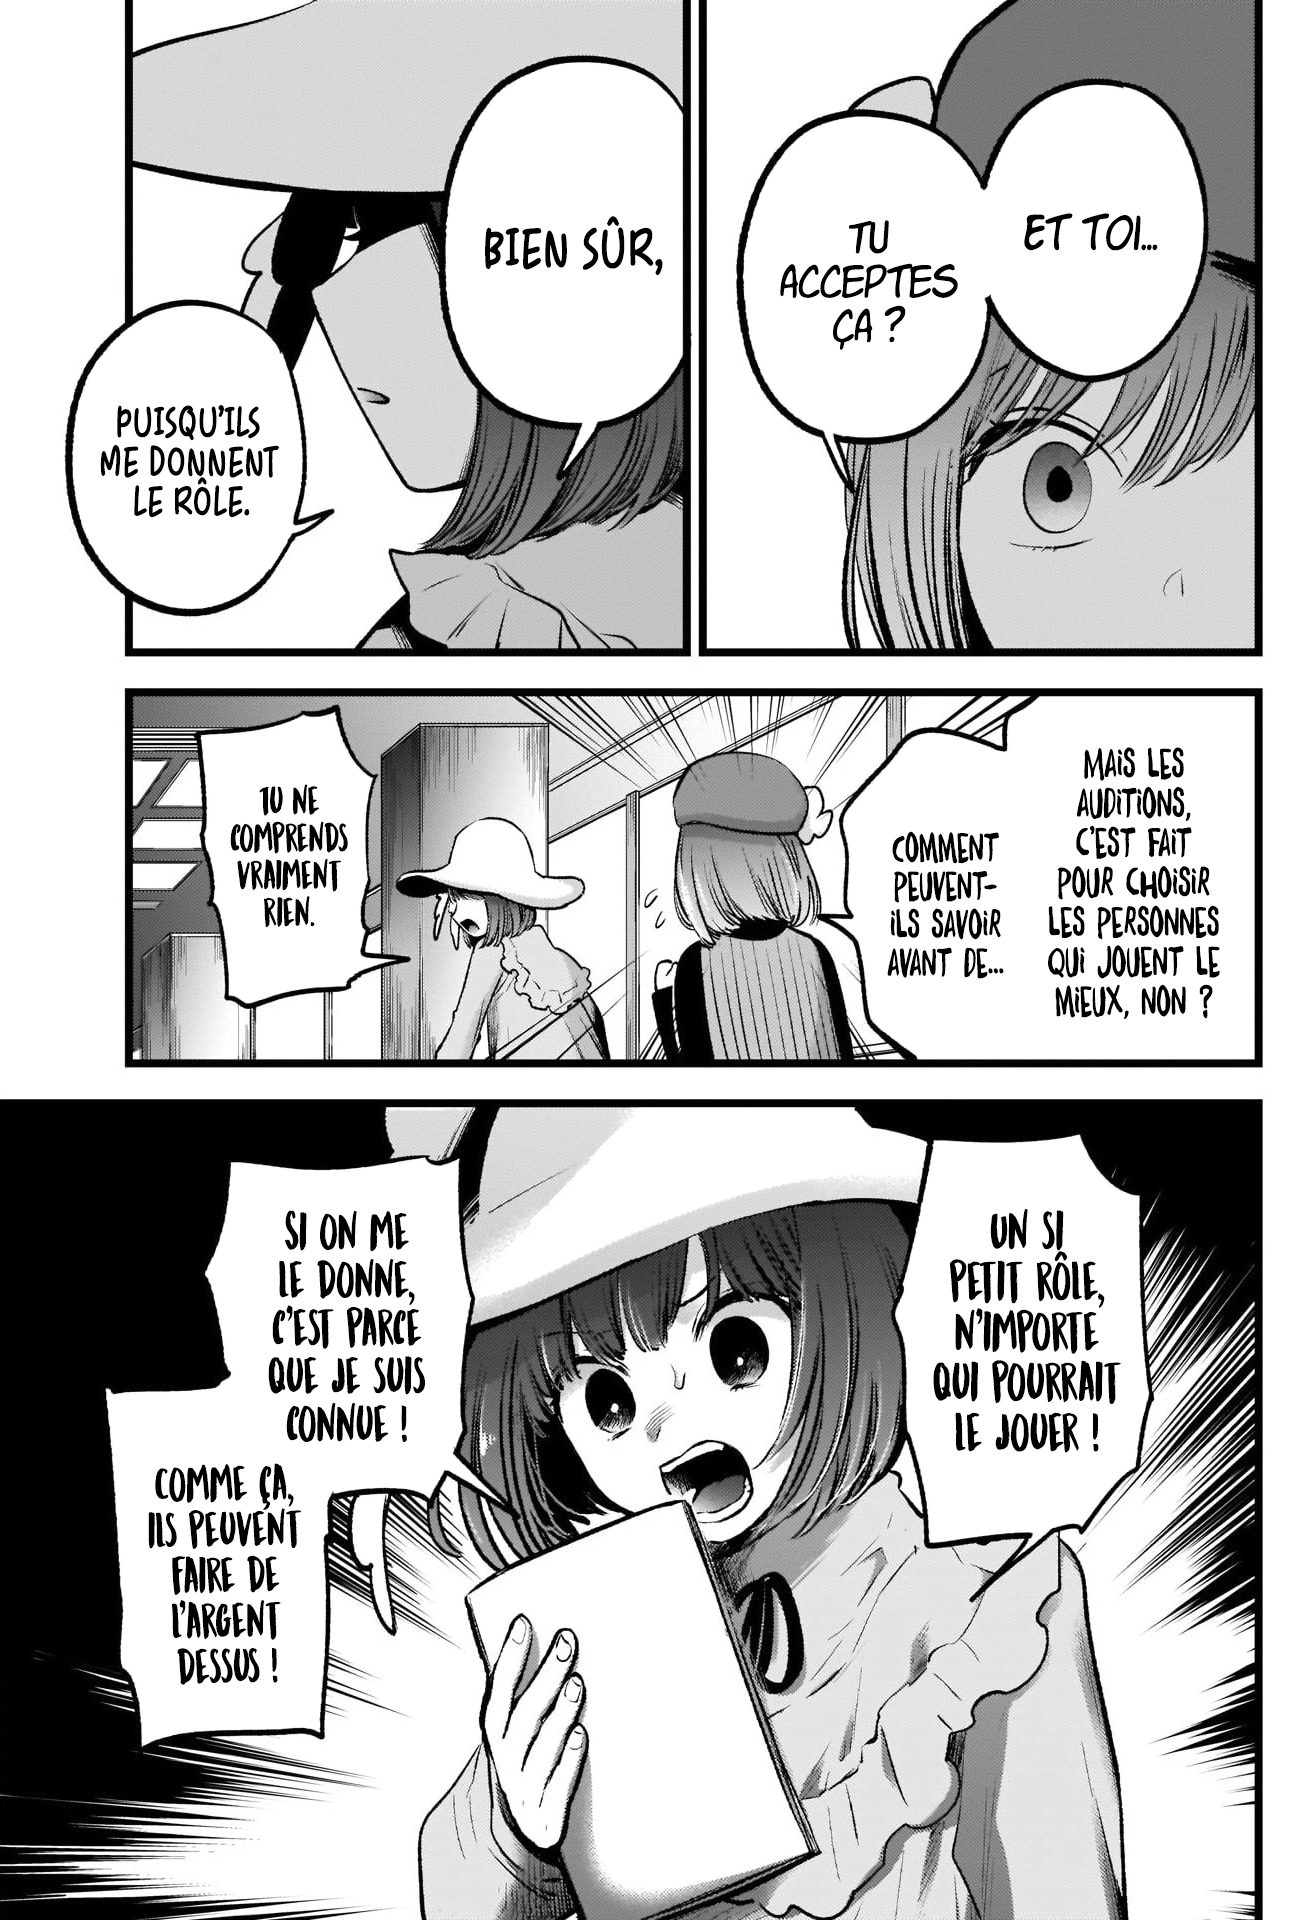 ET TOI...
TU
ACCEPTES
ÇA ?
BIEN SÛR,
PUISQU'ILS
ME DONNENT
LE RÔLE.
MAIS LES
AUDITIONS,
C'EST FAIT
POUR CHOISIR
LES PERSONNES
QUI JOUENT LE
MIEUX, NON ?
COMMENT
PEUVENT-
ILS SAVOIR
AVANT DE...
TU NE
COMPRENDS
VRAIMENT
RIEN.
UN SI
PETIT RÔLE,
N'IMPORTE
QUI POURRAIT
LE JOUER !
SI ON ME
LE DONNE,
C'EST PARCE
QUE JE SUIS
CONNUE !
COMME ÇA,
ILS PEUVENT
FAIRE DE
L'ARGENT
DESSUS !